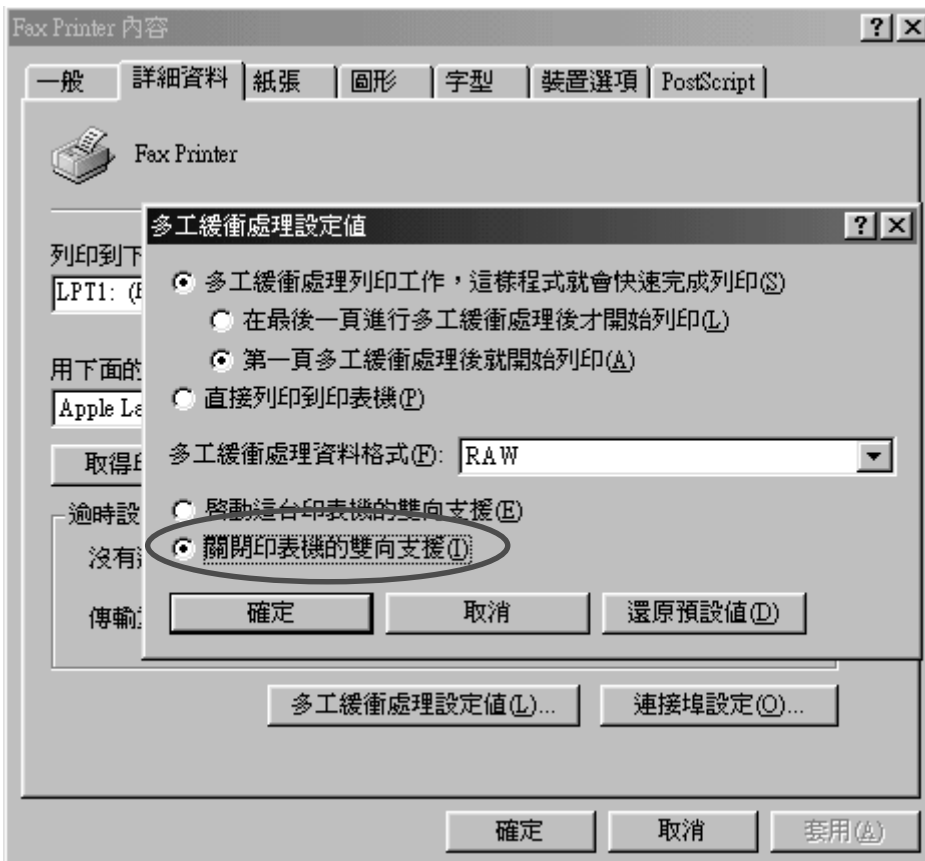 Fax Printer 內容
一般 詳細資料 紙張 圖形 字型 裝置選項 PostScript
Fax Printer
多工緩衝處理設定值
列印到下
LPT1:
多工緩衝處理列印工作，這樣程式就會快速完成列印(S)
在最後一頁進行多工緩衝處理後才開始列印(L)
第一頁多工緩衝處理後就開始列印(A)
用下面的
Apple La
直接列印到印表機(P)
取得
多工緩衝處理資料格式(F): RAW
逾時設
啟動這台印表機的雙向支援(E)
沒有
關閉印表機的雙向支援(I)
傳輸
確定 取消 還原預設值(D)
多工緩衝處理設定值(L)... 連接埠設定(O)...
確定 取消 套用(A)